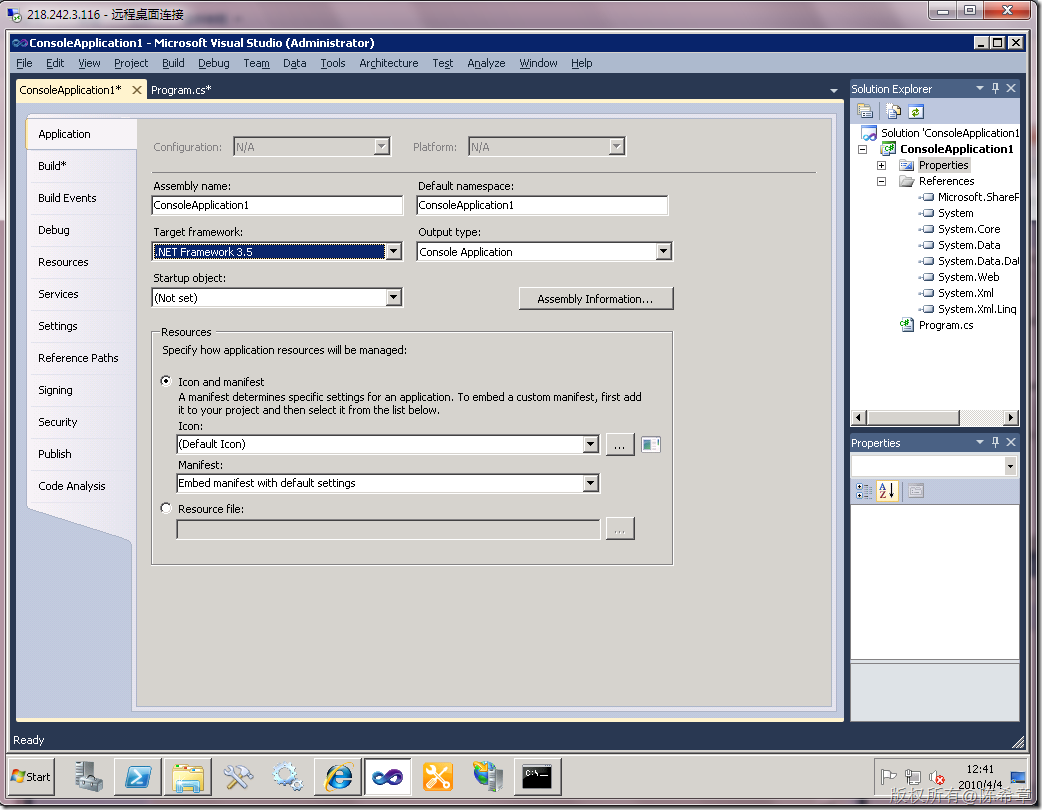 218.242.3.116 - 远程桌面连接
ConsoleApplication1 - Microsoft Visual Studio (Administrator)
File Edit View Project Build Debug Team Data Tools Architecture Test Analyze Window Help
ConsoleApplication1* Program.cs*
Application
Build*
Build Events
Debug
Resources
Services
Settings
Reference Paths
Signing
Security
Publish
Code Analysis
Configuration: N/A Platform: N/A
Assembly name: Default namespace:
ConsoleApplication1 ConsoleApplication1
Target framework: Output type:
.NET Framework 3.5 Console Application
Startup object:
(Not set) Assembly Information...
Resources
Specify how application resources will be managed:
Icon and manifest
A manifest determines specific settings for an application. To embed a custom manifest, first add
it to your project and then select it from the list below.
Icon:
(Default Icon) ...
Manifest:
Embed manifest with default settings
Resource file:
...
Solution Explorer
Solution 'ConsoleApplication1
ConsoleApplication1
Properties
References
Microsoft.ShareP
System
System.Core
System.Data
System.Data.Dat
System.Web
System.Xml
System.Xml.Linq
Program.cs
Properties
Ready
Start
12:41
2010/4/4
版权所有@陈希章